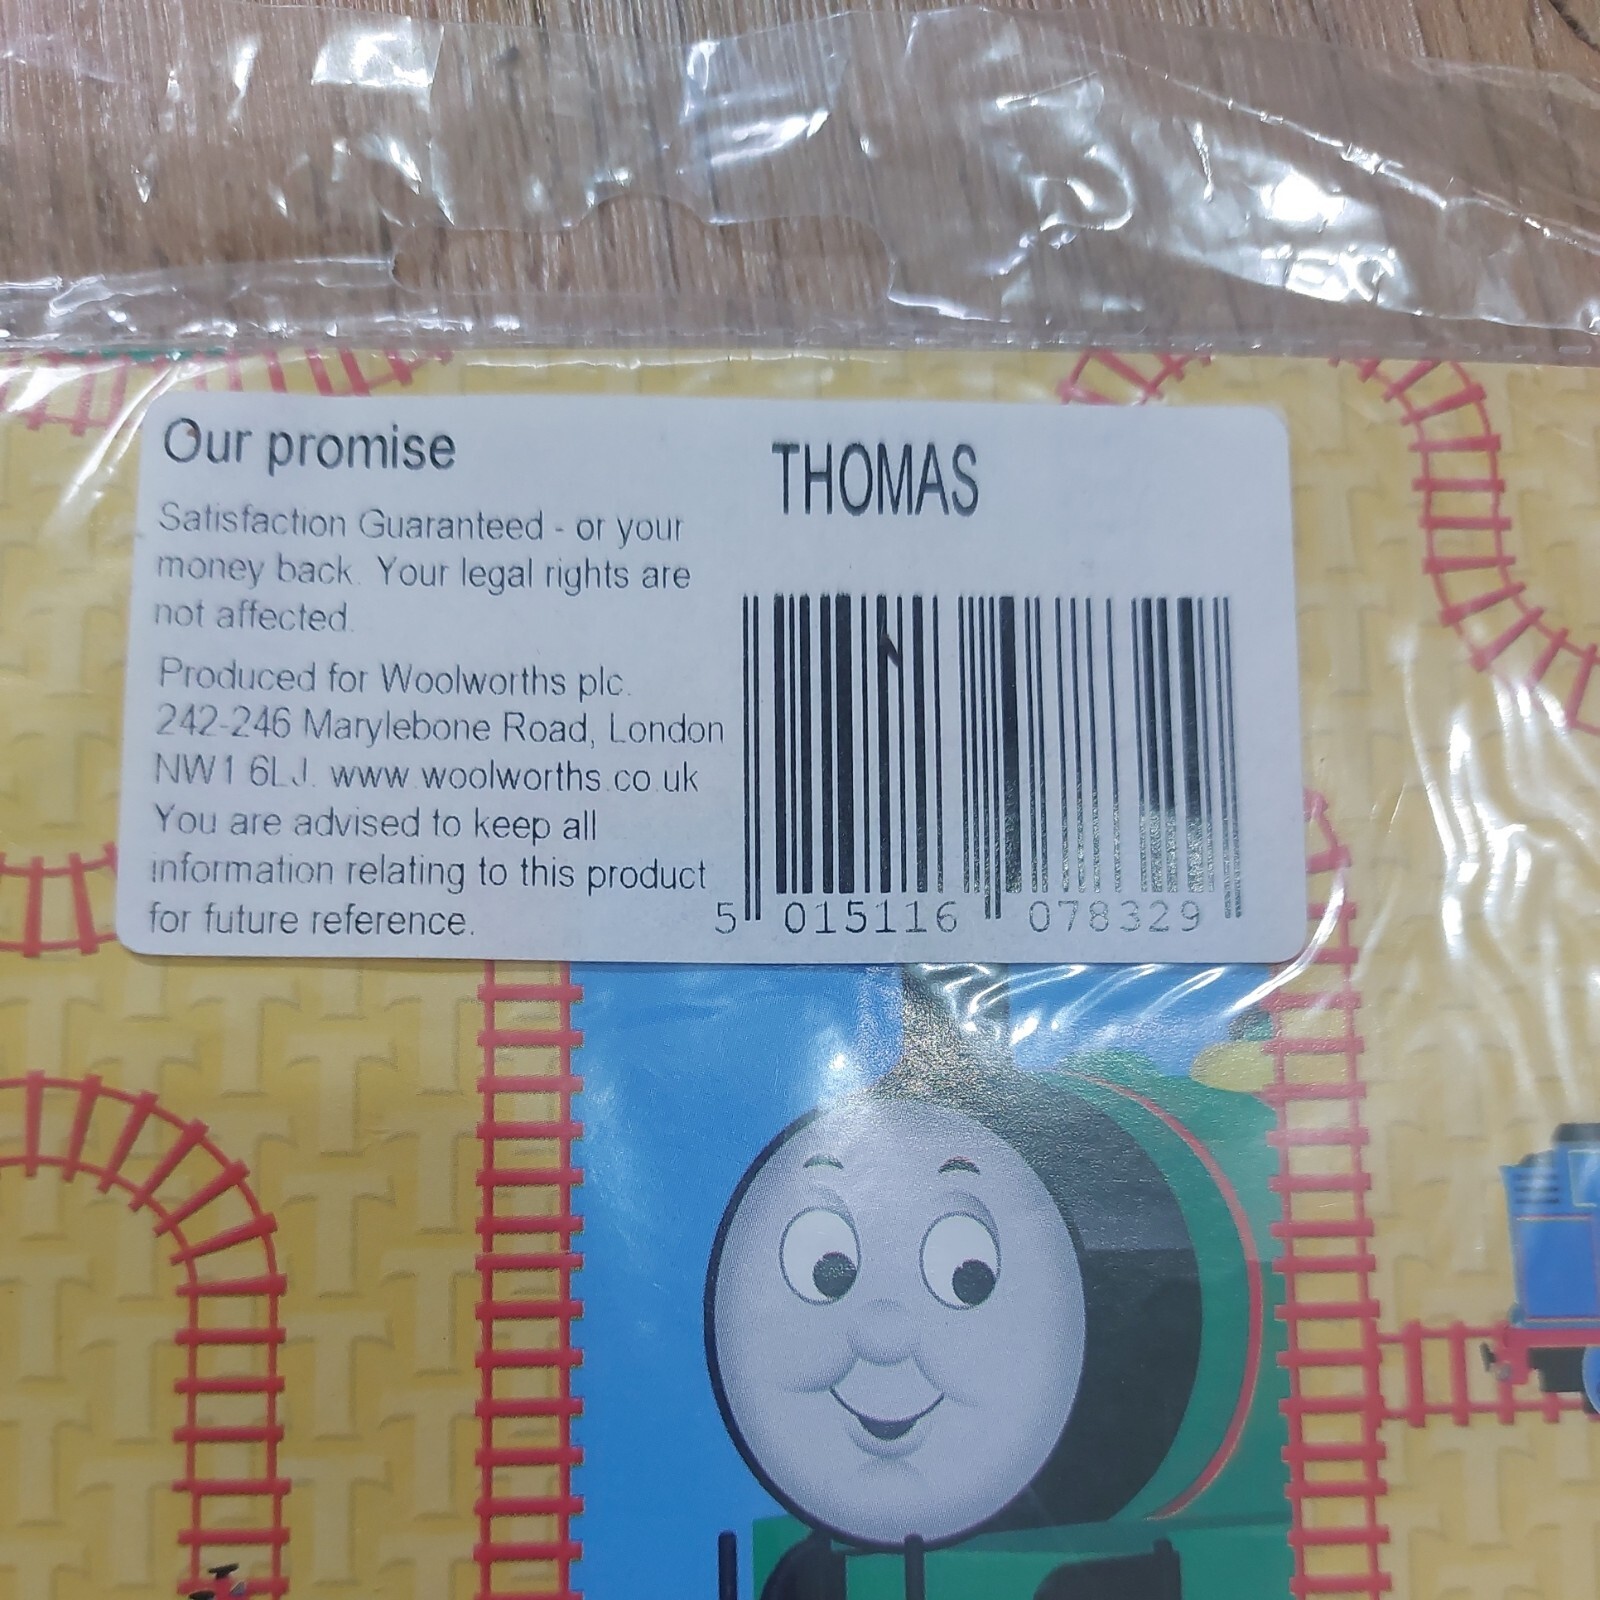 Our promise
Satisfaction Guaranteed - or your
money back. Your legal rights are
not affected.
Produced for Woolworths plc.
242-246 Marylebone Road, London
NW1 6LJ. www.woolworths.co.uk
You are advised to keep all
information relating to this product
for future reference.
THOMAS
5 015116 078329